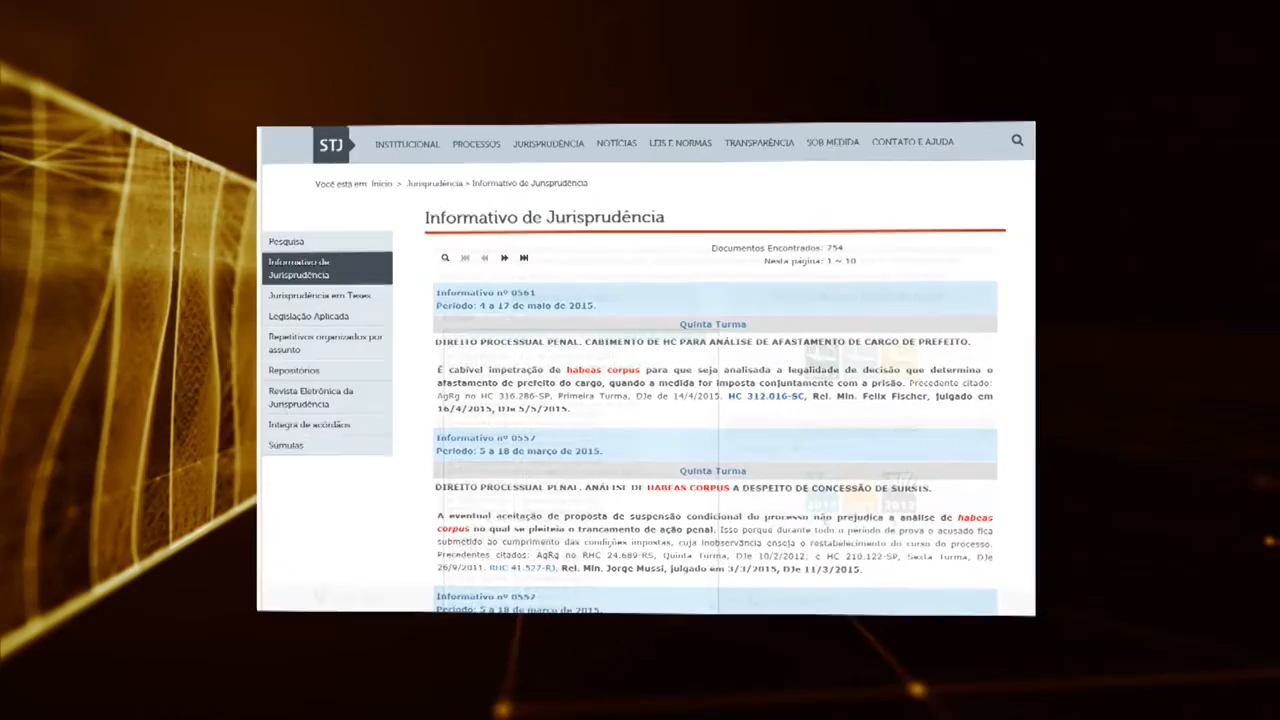 STJ INSTITUCIONAL PROCESSOS JURISPRUDÊNCIA NOTÍCIAS LEIS E NORMAS TRANSPARÊNCIA SOB MEDIDA CONTATO E AJUDA
Você está em: Início > Jurisprudência > Informativo de Jurisprudência
Informativo de Jurisprudência
Pesquisa
Informativo de
Jurisprudência
Jurisprudência em Teses
Legislação Aplicada
Repetitivos organizados por
assunto
Repositórios
Revista Eletrônica da
Jurisprudência
Íntegra de acórdãos
Súmulas
Documentos Encontrados: 754
Nesta página: 1 ~ 10
Informativo nº 0561
Período: 4 a 17 de maio de 2015.
Quinta Turma
DIREITO PROCESSUAL PENAL. CABIMENTO DE HC PARA ANÁLISE DE AFASTAMENTO DE CARGO DE PREFEITO.
É cabível impetração de habeas corpus para que seja analisada a legalidade de decisão que determina o
afastamento de prefeito do cargo, quando a medida for imposta conjuntamente com a prisão. Precedente citado:
AgRg no HC 316.286-SP, Primeira Turma, DJe de 14/4/2015. HC 312.016-SC, Rel. Min. Felix Fischer, julgado em
16/4/2015, DJe 5/5/2015.
Informativo nº 0557
Período: 5 a 18 de março de 2015.
Quinta Turma
DIREITO PROCESSUAL PENAL. ANÁLISE DE HABEAS CORPUS A DESPEITO DE CONCESSÃO DE SURSIS.
A eventual aceitação de proposta de suspensão condicional do processo não prejudica a análise de habeas
corpus no qual se pleiteia o trancamento de ação penal. Isso porque durante todo o período de prova o acusado fica
submetido ao cumprimento das condições impostas, cuja inobservância enseja o restabelecimento do curso do processo.
Precedentes citados: AgRg no RHC 24.689-RS, Quinta Turma, DJe 10/2/2012; e HC 210.122-SP, Sexta Turma, DJe
26/9/2011. RHC 41.527-RJ, Rel. Min. Jorge Mussi, julgado em 3/3/2015, DJe 11/3/2015.
Informativo nº 0557
Período: 5 a 18 de março de 2015.